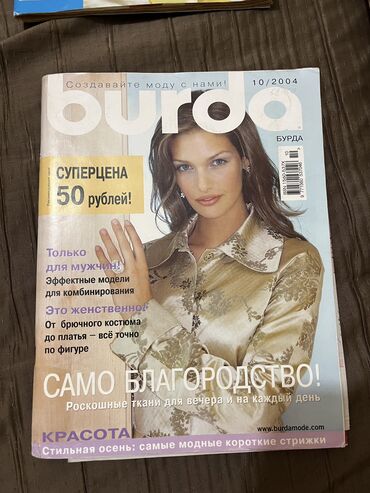 Создавайте моду с нами!
10/2004
burda
БУРДА
СУПЕРЦЕНА
50 рублей!
Только
для мужчин!
Эффектные модели
для комбинирования
Это женственно!
От брючного костюма
до платья – всё точно
по фигуре
САМО БЛАГОРОДСТВО!
Роскошные ткани для вечера и на каждый день
www.burdamode.com
КРАСОТА
Стильная осень: самые модные короткие стрижки